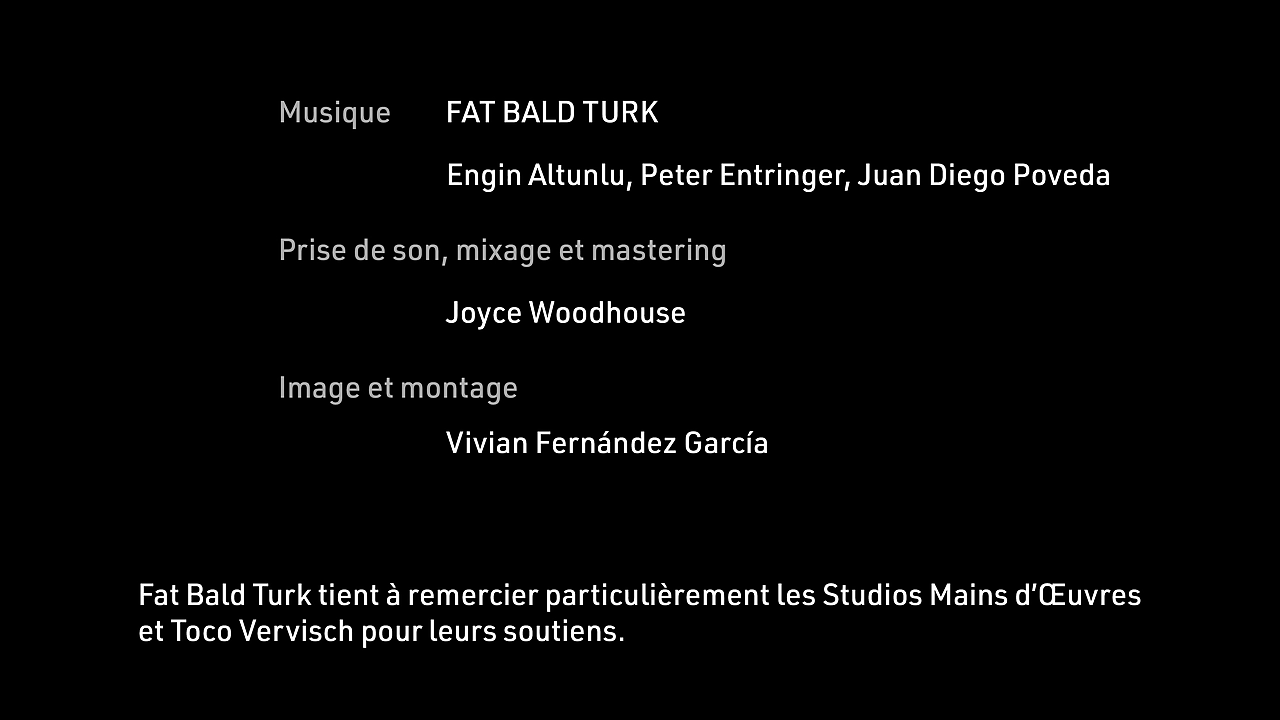 Musique FAT BALD TURK
Engin Altunlu, Peter Entringer, Juan Diego Poveda
Prise de son, mixage et mastering
Joyce Woodhouse
Image et montage
Vivian Fernández García
Fat Bald Turk tient à remercier particulièrement les Studios Mains d’Œuvres
et Toco Vervisch pour leurs soutiens.